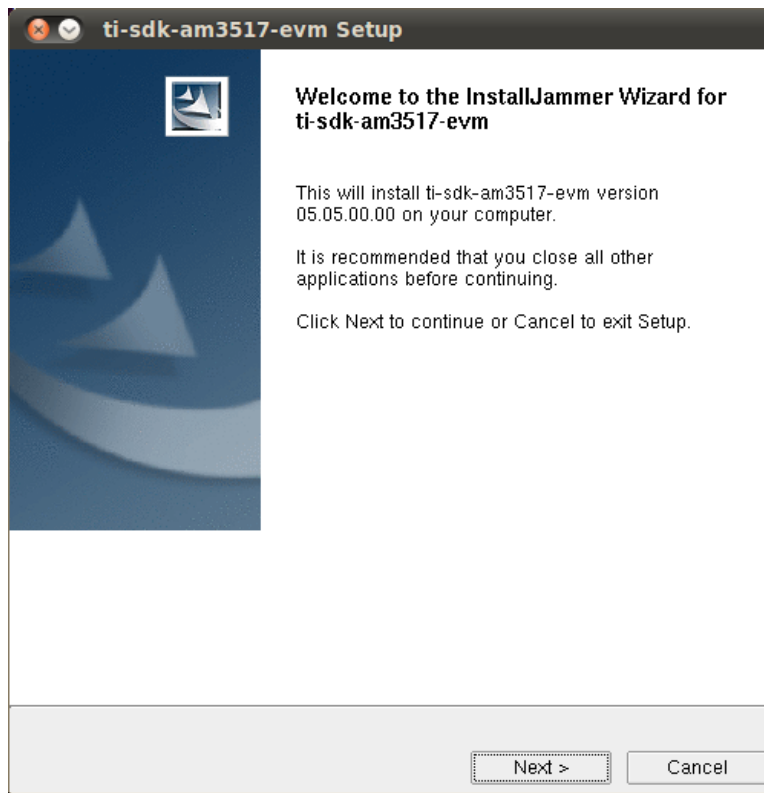 ti-sdk-am3517-evm Setup
Welcome to the InstallJammer Wizard for
ti-sdk-am3517-evm
This will install ti-sdk-am3517-evm version
05.05.00.00 on your computer.
It is recommended that you close all other
applications before continuing.
Click Next to continue or Cancel to exit Setup.
Next >
Cancel